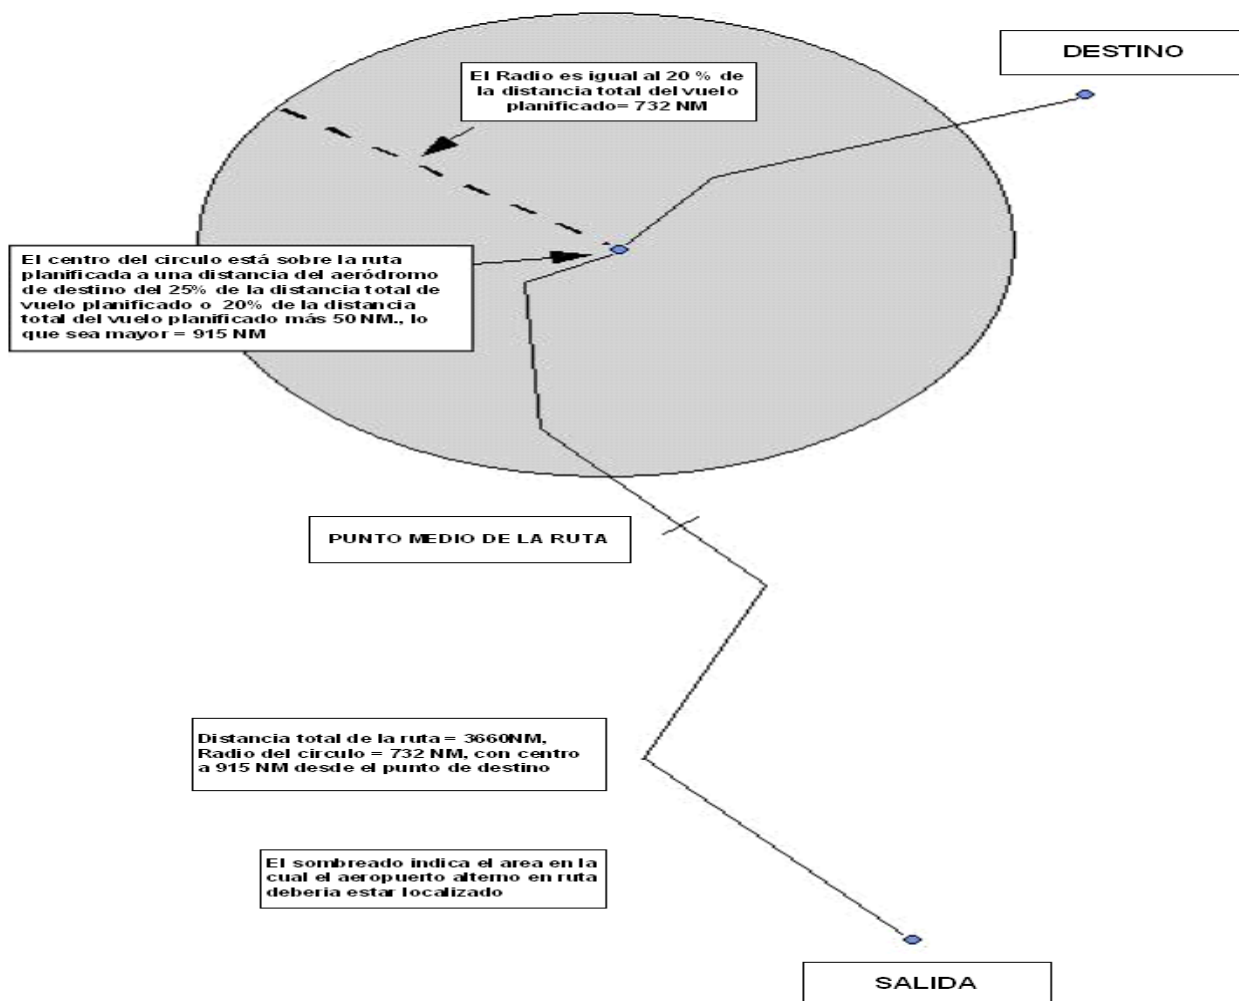 DESTINO
El Radio es igual al 20 % de
la distancia total del vuelo
planificado= 732 NM
El centro del circulo está sobre la ruta
planificada a una distancia del aeródromo
de destino del 25% de la distancia total de
vuelo planificado o 20% de la distancia
total del vuelo planificado más 50 NM., lo
que sea mayor = 915 NM
PUNTO MEDIO DE LA RUTA
Distancia total de la ruta = 3660NM,
Radio del circulo = 732 NM, con centro
a 915 NM desde el punto de destino
El sombreado indica el area en la
cual el aeropuerto alterno en ruta
deberia estar localizado
SALIDA